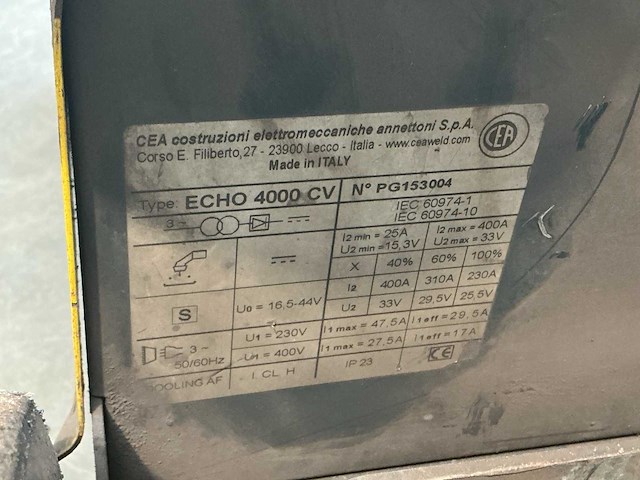 CEA costruzioni elettromeccaniche annettoni S.p.A.
CEA
Corso E. Filiberto,27 - 23900 Lecco - Italia - www.ceaweld.com
Made in ITALY
Type: ECHO 4000 CV N° PG153004
3~ IEC 60974-1
IEC 60974-10
I2 min = 25A I2 max = 400A
U2 min =15,3V U2 max = 33V
X 40% 60% 100%
I2 400A 310A 230A
S U0 = 16,5-44V U2 33V 29.5V 25,5V
U1 = 230V I1 max = 47.5A I1 eff = 29.5A
3~ 50/60Hz U1 = 400V I1 max = 27.5A I1 eff = 17A
COOLING AF I. CL. H IP 23 CE